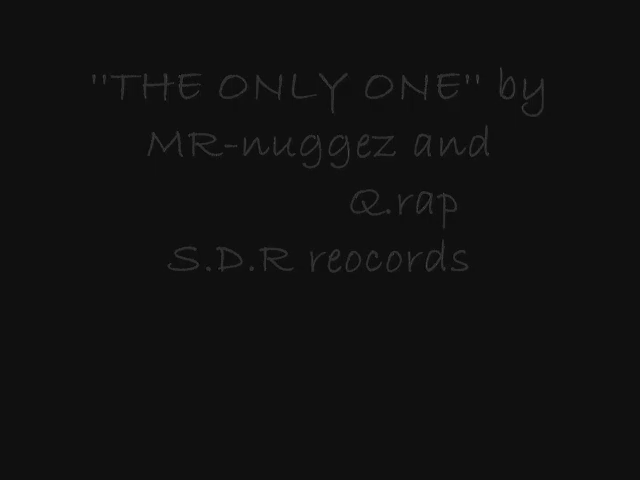 "THE ONLY ONE" by
MR-nuggez and
Q.rap
S.D.R reocords